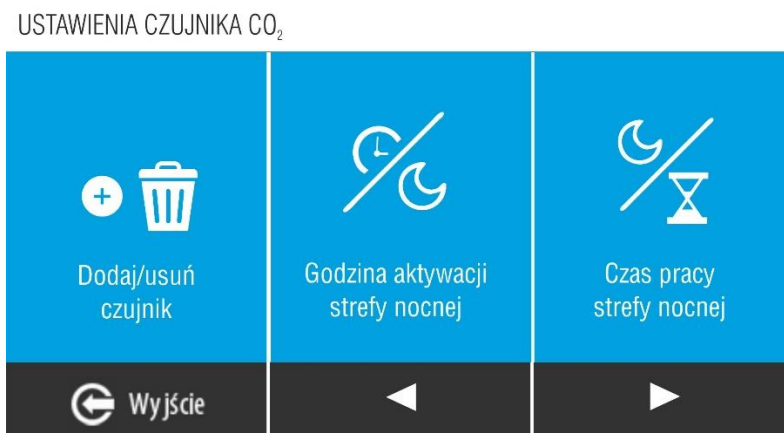 USTAWIENIA CZUJNIKA CO₂
Dodaj/usuń
czujnik
Godzina aktywacji
strefy nocnej
Czas pracy
strefy nocnej
Wyjście